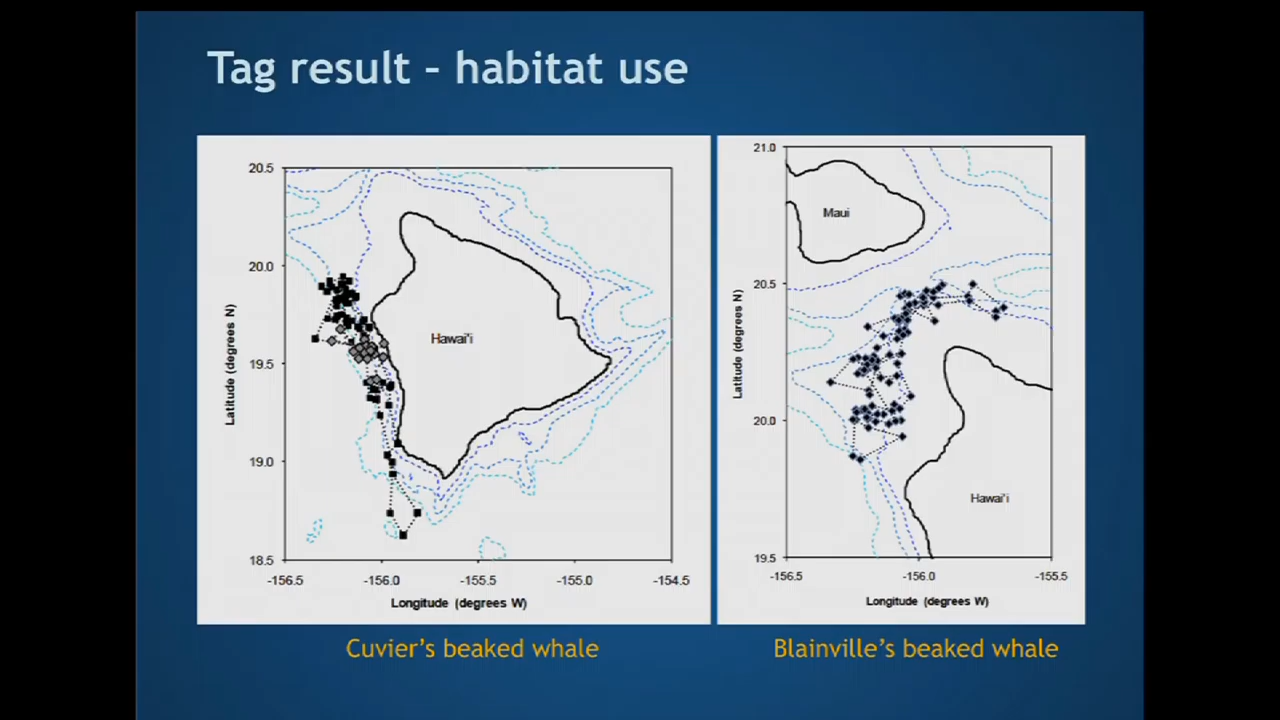 Tag result – habitat use
20.5
20.0
19.5
19.0
18.5
Latitude (degrees N)
Hawai'i
-156.5 -156.0 -155.5 -155.0 -154.5
Longitude (degrees W)
21.0
20.5
20.0
19.5
Latitude (degrees N)
Maui
Hawai'i
-156.5 -156.0 -155.5
Longitude (degrees W)
Cuvier's beaked whale
Blainville's beaked whale